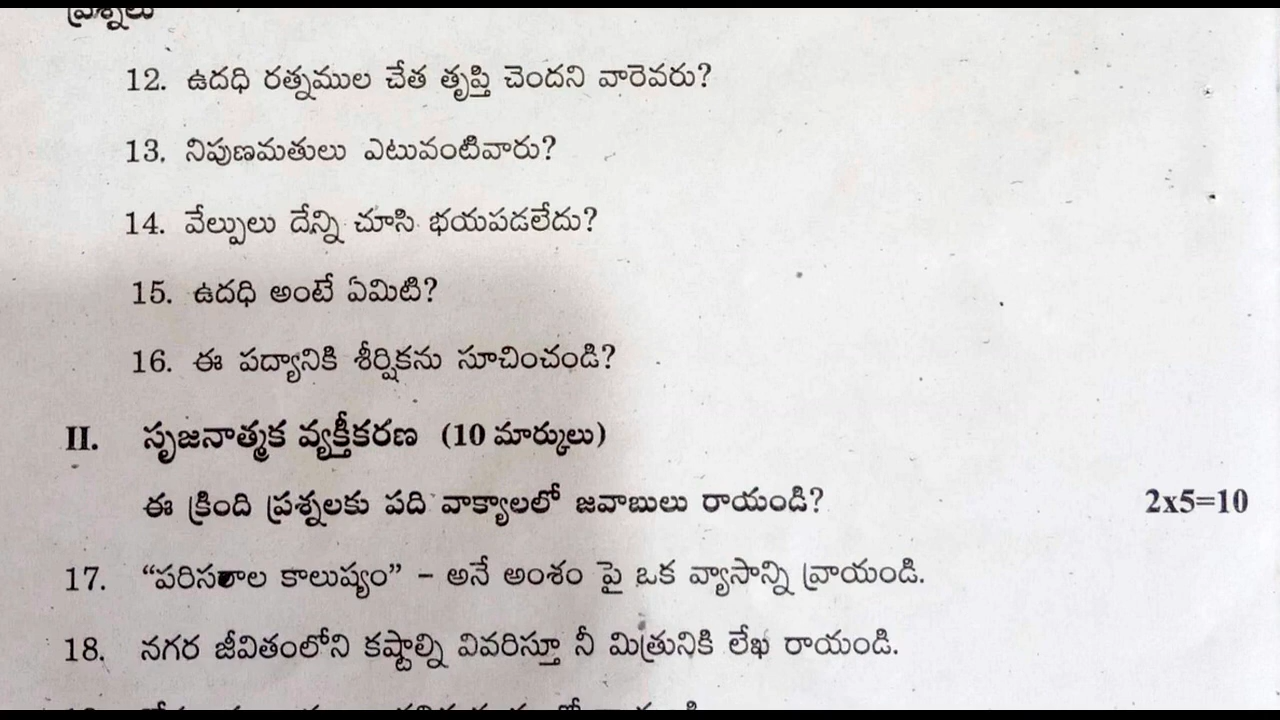 ప్రశ్నలు
12. ఉదధి రత్నముల చేత తృప్తి చెందని వారెవరు?
13. నిపుణమతులు ఎటువంటివారు?
14. వేల్పులు దేన్ని చూసి భయపడలేదు?
15. ఉదధి అంటే ఏమిటి?
16. ఈ పద్యానికి శీర్షికను సూచించండి?
II. సృజనాత్మక వ్యక్తీకరణ (10 మార్కులు)
ఈ క్రింది ప్రశ్నలకు పది వాక్యాలలో జవాబులు రాయండి? 2x5=10
17. “పరిసరాల కాలుష్యం” – అనే అంశం పై ఒక వ్యాసాన్ని వ్రాయండి.
18. నగర జీవితంలోని కష్టాల్ని వివరిస్తూ నీ మిత్రునికి లేఖ రాయండి.